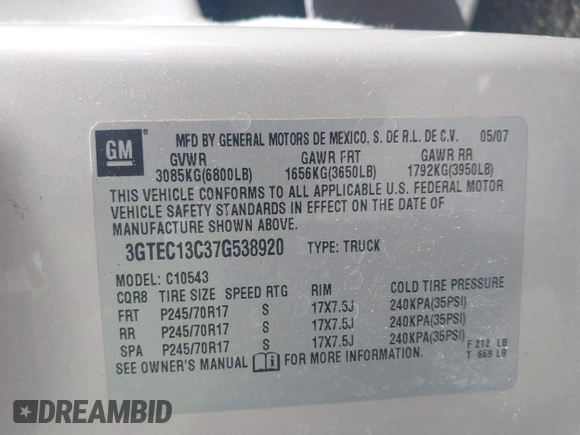 GM
MFD BY GENERAL MOTORS DE MEXICO, S. DE R.L. DE C.V. 05/07
GVWR GAWR FRT GAWR RR
3085KG(6800LB) 1656KG(3650LB) 1792KG(3950LB)
THIS VEHICLE CONFORMS TO ALL APPLICABLE U.S. FEDERAL MOTOR
VEHICLE SAFETY STANDARDS IN EFFECT ON THE DATE OF
MANUFACTURE SHOWN ABOVE.
3GTEC13C37G538920 TYPE: TRUCK
MODEL: C10543
CQR8 TIRE SIZE SPEED RTG RIM COLD TIRE PRESSURE
FRT P245/70R17 S 17X7.5J 240KPA(35PSI)
RR P245/70R17 S 17X7.5J 240KPA(35PSI)
SPA P245/70R17 S 17X7.5J 240KPA(35PSI)
SEE OWNER'S MANUAL FOR MORE INFORMATION.
F 212 LB
T 669 LB
DREAMBID